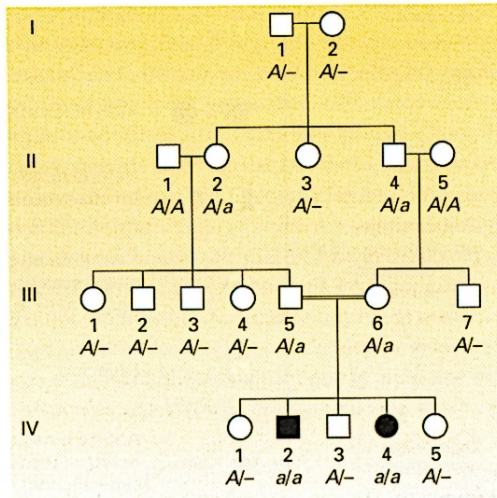 I
1 2
A/– A/–
II
1 2 3 4 5
A/A A/a A/– A/a A/A
III
1 2 3 4 5 6 7
A/– A/– A/– A/– A/a A/a A/–
IV
1 2 3 4 5
A/– a/a A/– a/a A/–